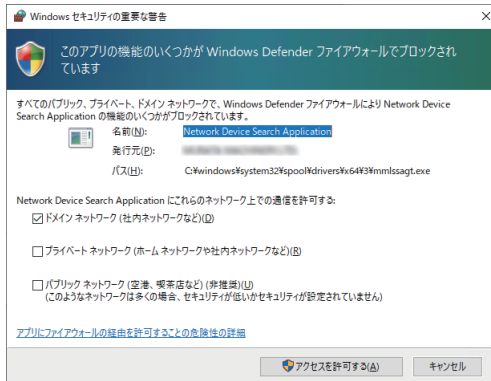 Windows セキュリティの重要な警告
このアプリの機能のいくつかが Windows Defender ファイアウォールでブロックされ
ています
すべてのパブリック、プライベート、ドメイン ネットワークで、Windows Defender ファイアウォールにより Network Device
Search Application の機能のいくつかがブロックされています。
名前(N): Network Device Search Application
発行元(P):
パス(H): C:¥windows¥system32¥spool¥drivers¥x64¥3¥mmlssagt.exe
Network Device Search Application にこれらのネットワーク上での通信を許可する:
ドメイン ネットワーク (社内ネットワークなど)(D)
プライベート ネットワーク (ホーム ネットワークや社内ネットワークなど)(R)
パブリック ネットワーク (空港、喫茶店など) (非推奨)(U)
(このようなネットワークは多くの場合、セキュリティが低いかセキュリティが設定されていません)
アプリにファイアウォールの経由を許可することの危険性の詳細
アクセスを許可する(A) キャンセル